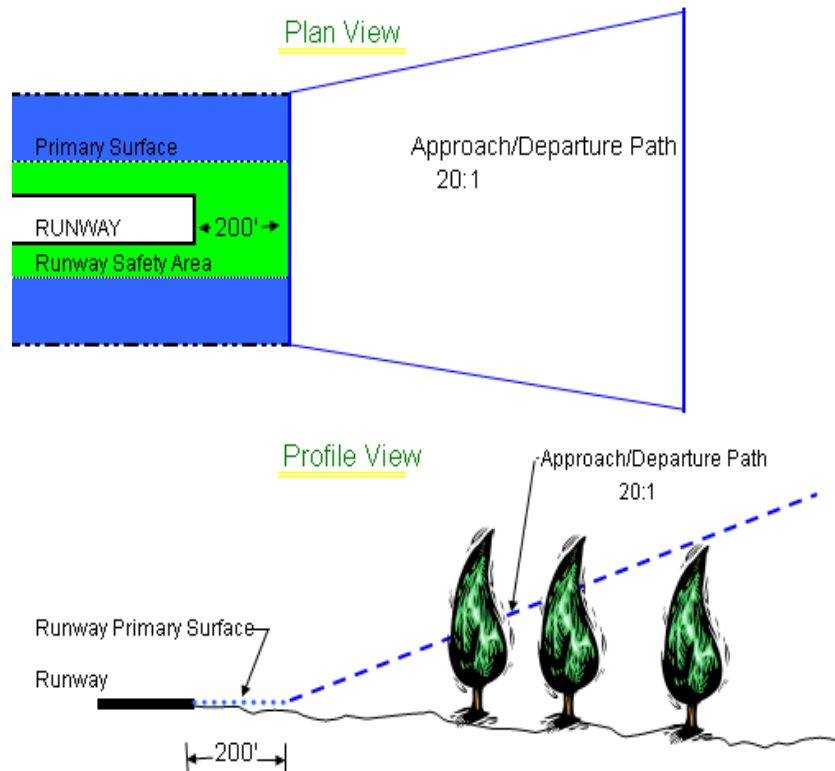 Plan View
Primary Surface
Approach/Departure Path
20:1
RUNWAY
200'
Runway Safety Area
Profile View
Approach/Departure Path
20:1
Runway Primary Surface
Runway
200'